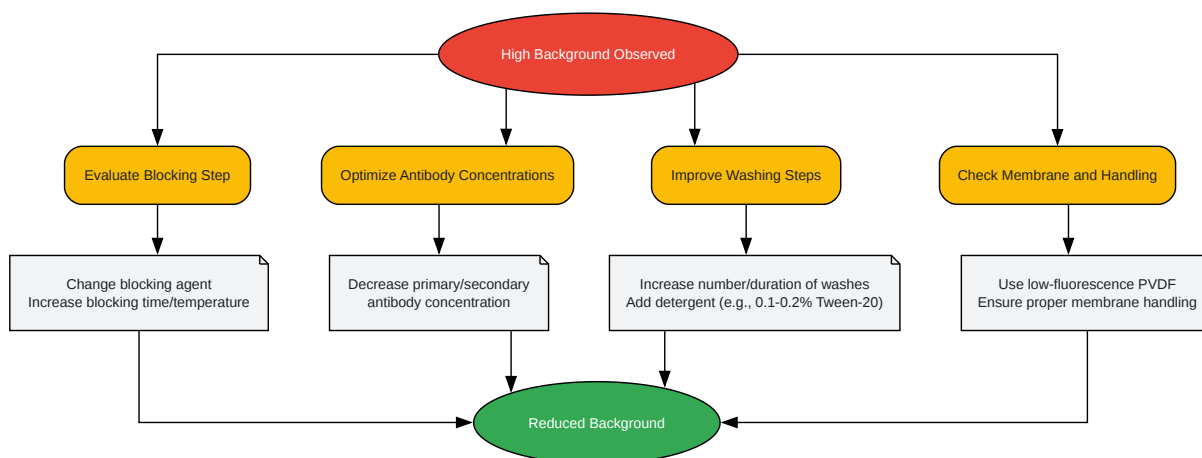 High Background Observed
Evaluate Blocking Step
Optimize Antibody Concentrations
Improve Washing Steps
Check Membrane and Handling
Change blocking agent
Increase blocking time/temperature
Decrease primary/secondary
antibody concentration
Increase number/duration of washes
Add detergent (e.g., 0.1-0.2% Tween-20)
Use low-fluorescence PVDF
Ensure proper membrane handling
Reduced Background